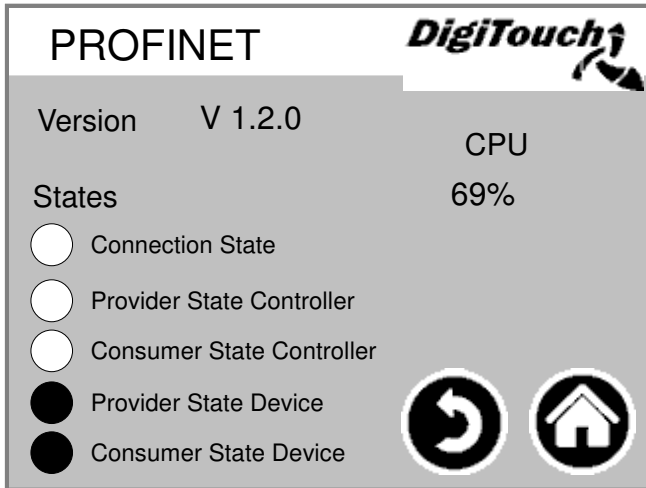 PROFINET
DigiTouch
Version V 1.2.0
CPU
69%
States
Connection State
Provider State Controller
Consumer State Controller
Provider State Device
Consumer State Device